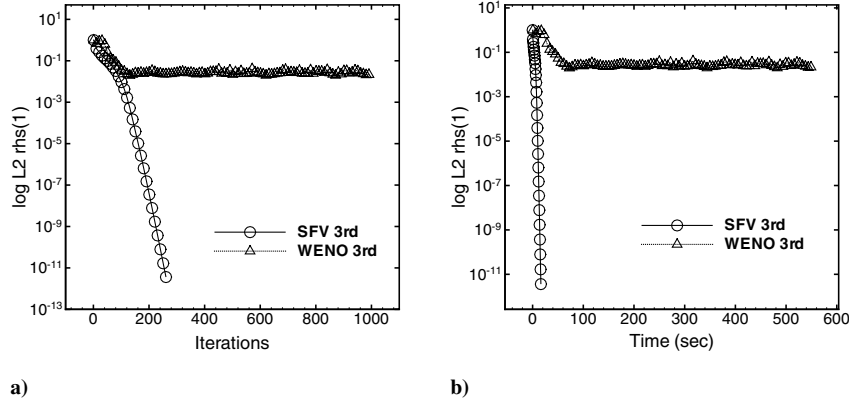 log L2 rhs(1)
10^1
10^-1
10^-3
10^-5
10^-7
10^-9
10^-11
10^-13
SFV 3rd
WENO 3rd
0 200 400 600 800 1000
Iterations
a)
log L2 rhs(1)
10^1
10^-1
10^-3
10^-5
10^-7
10^-9
10^-11
SFV 3rd
WENO 3rd
0 100 200 300 400 500 600
Time (sec)
b)